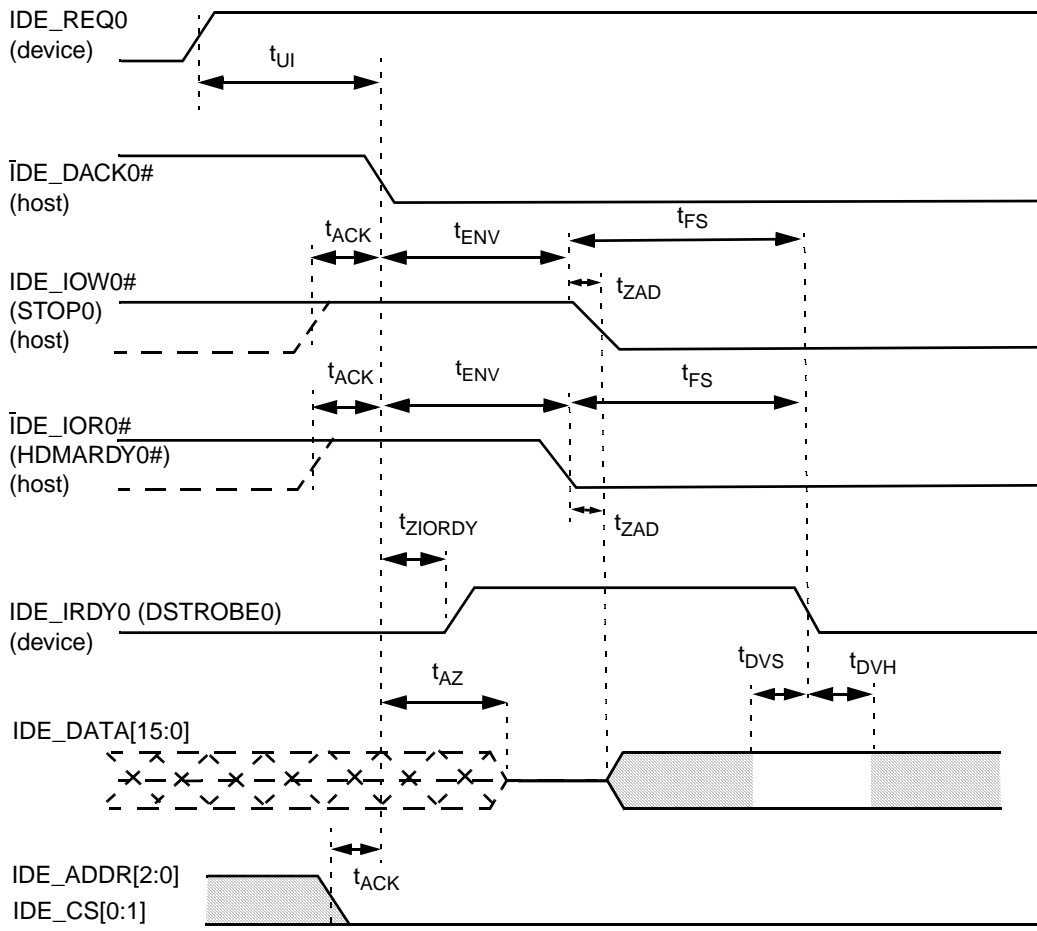 IDE_REQ0
(device)
tUI
IDE_DACK0#
(host)
tACK
tENV
tFS
IDE_IOW0#
(STOP0)
(host)
tZAD
tACK
tENV
tFS
IDE_IOR0#
(HDMARDY0#)
(host)
tZIORDY
tZAD
IDE_IRDY0 (DSTROBE0)
(device)
tDVS
tDVH
tAZ
IDE_DATA[15:0]
IDE_ADDR[2:0]
tACK
IDE_CS[0:1]